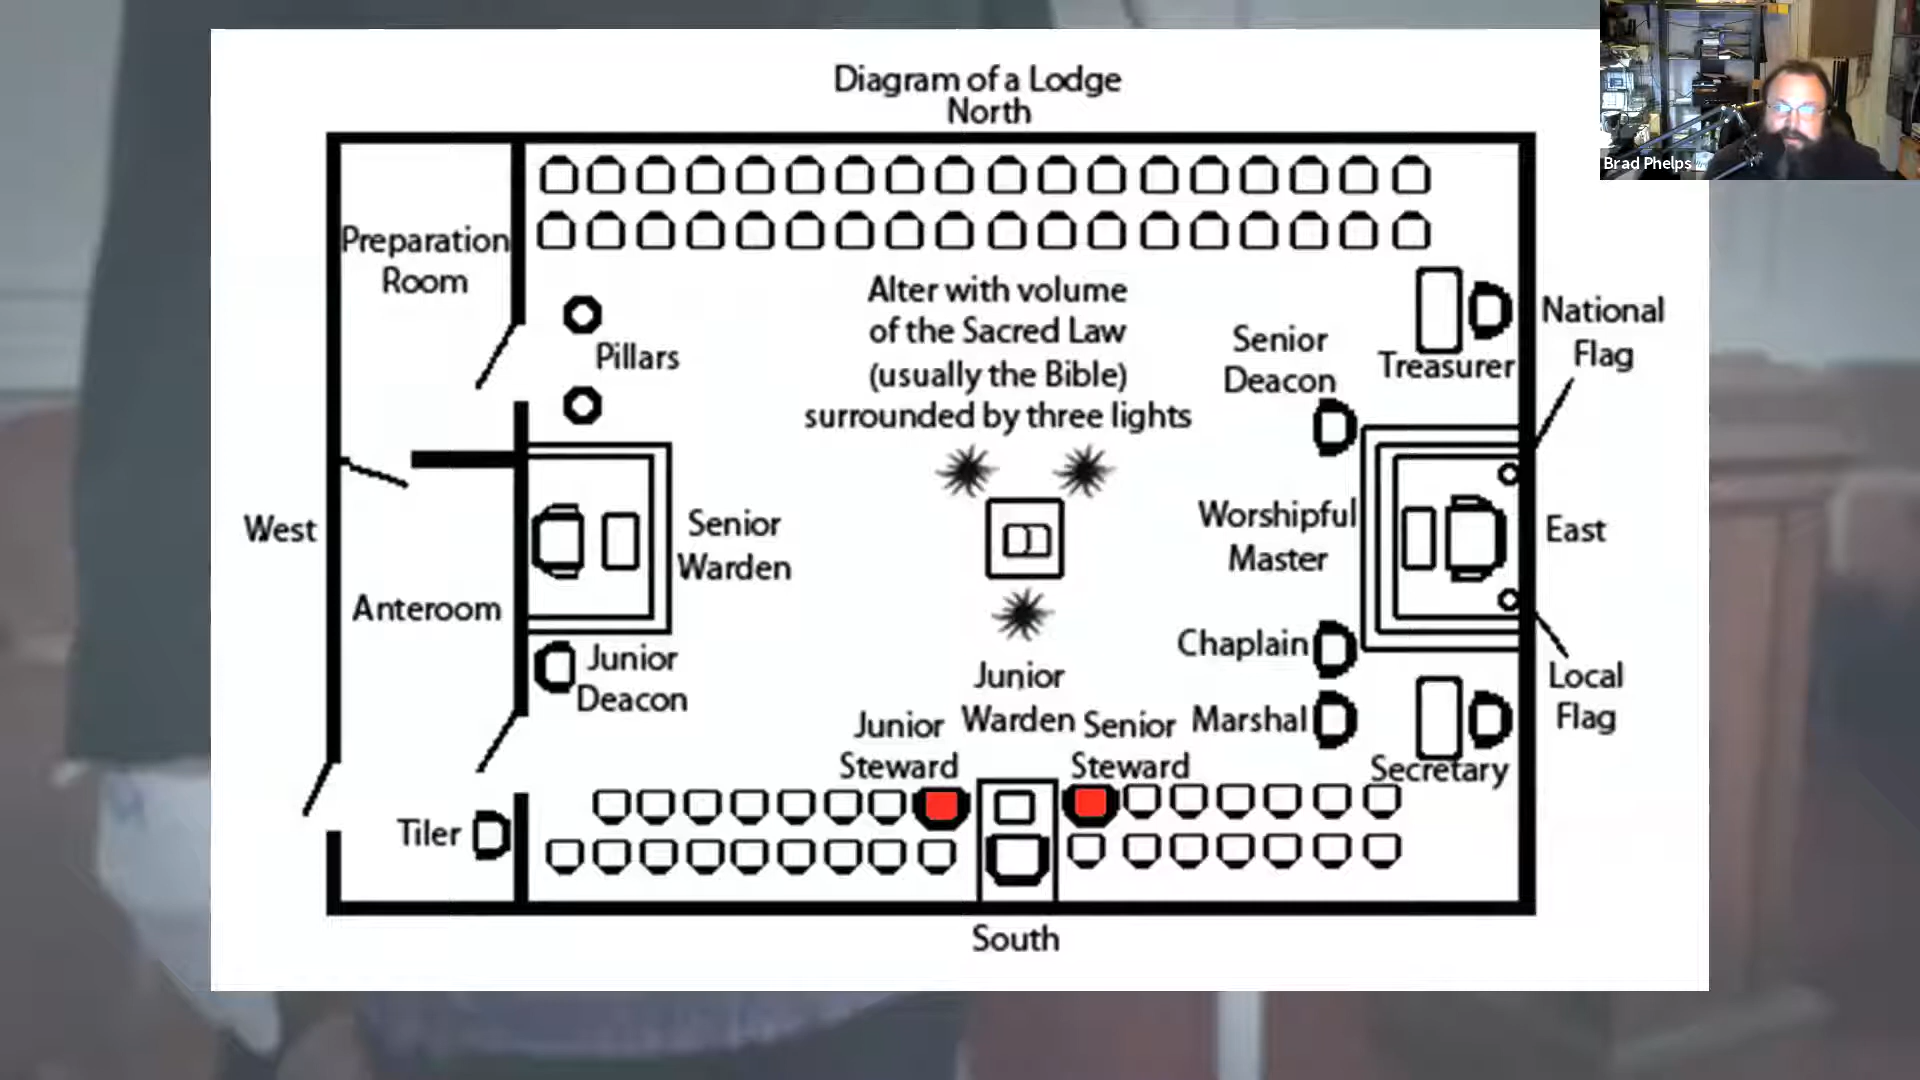 Diagram of a Lodge
North
Brad Phelps
Preparation
Room
Pillars
Alter with volume
of the Sacred Law
(usually the Bible)
surrounded by three lights
Senior
Deacon
Treasurer
National
Flag
West
Senior
Warden
Worshipful
Master
East
Anteroom
Junior
Deacon
Chaplain
Junior
Warden
Local
Flag
Junior
Steward
Senior
Steward
Marshal
Secretary
Tiler
South